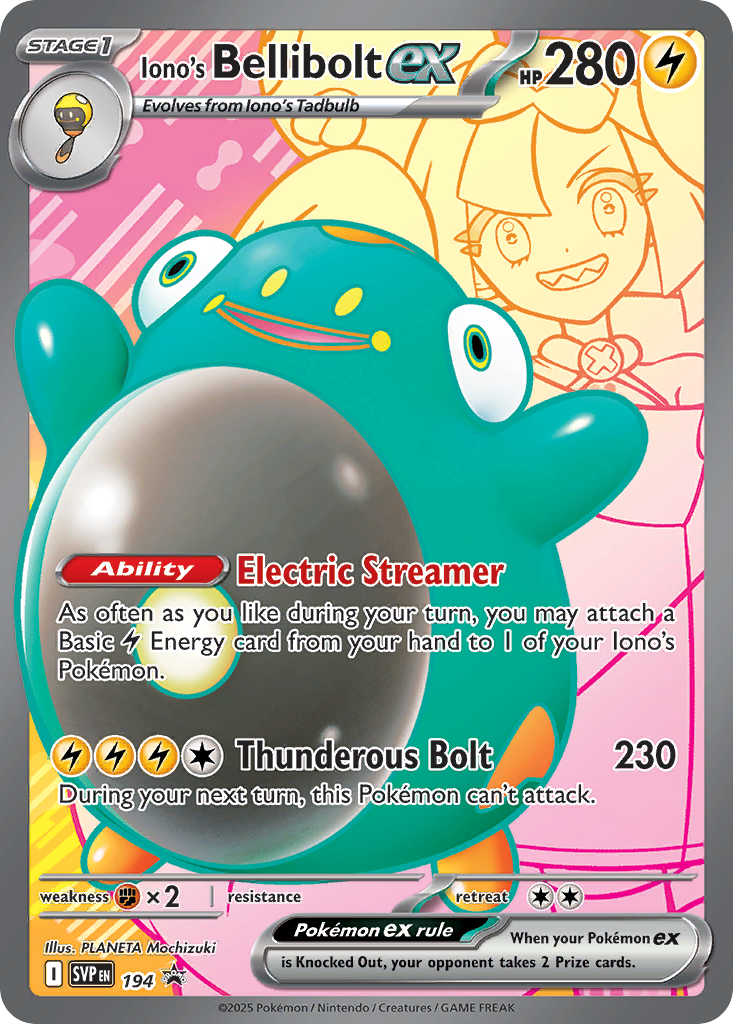 STAGE 1
Iono's Bellibolt ex
HP 280
Evolves from Iono's Tadbulb
Ability Electric Streamer
As often as you like during your turn, you may attach a
Basic Energy card from your hand to 1 of your Iono's
Pokémon.
Thunderous Bolt 230
During your next turn, this Pokémon can't attack.
weakness ×2 resistance retreat
Pokémon ex rule
When your Pokémon ex
is Knocked Out, your opponent takes 2 Prize cards.
Illus. PLANETA Mochizuki
I SVP EN 194 PROMO
©2025 Pokémon / Nintendo / Creatures / GAME FREAK